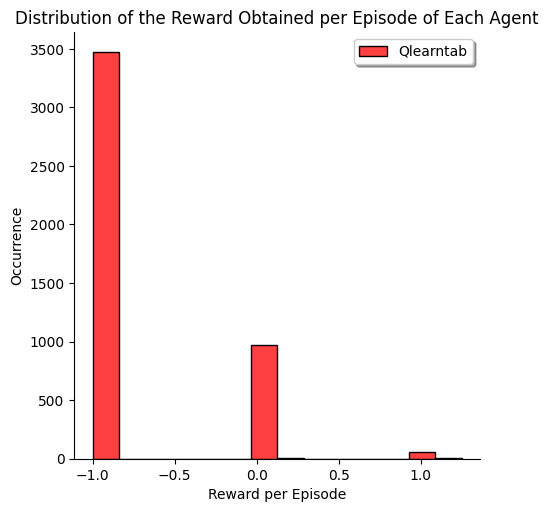 Distribution of the Reward Obtained per Episode of Each Agent
Qlearntab
3500
3000
2500
2000
1500
1000
500
0
Occurrence
−1.0 −0.5 0.0 0.5 1.0
Reward per Episode